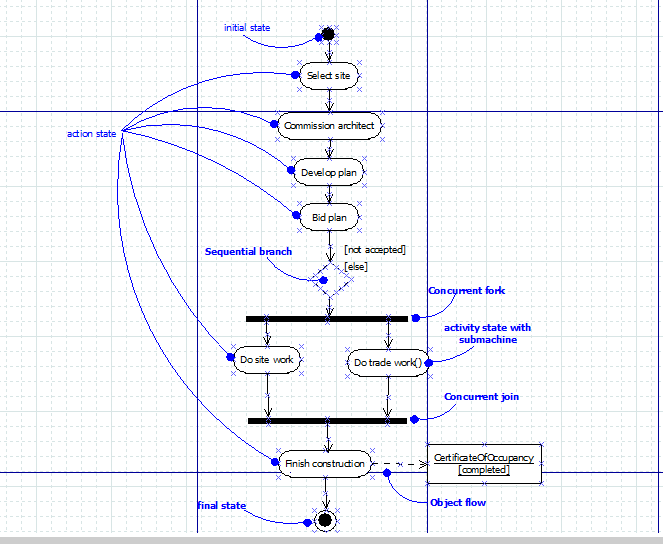 initial state
Select site
Commission architect
action state
Develop plan
Bid plan
Sequential branch
[not accepted]
[else]
Concurrent fork
activity state with
submachine
Do site work
Do trade work()
Concurrent join
Finish construction
CertificateOfOccupancy
[completed]
Object flow
final state